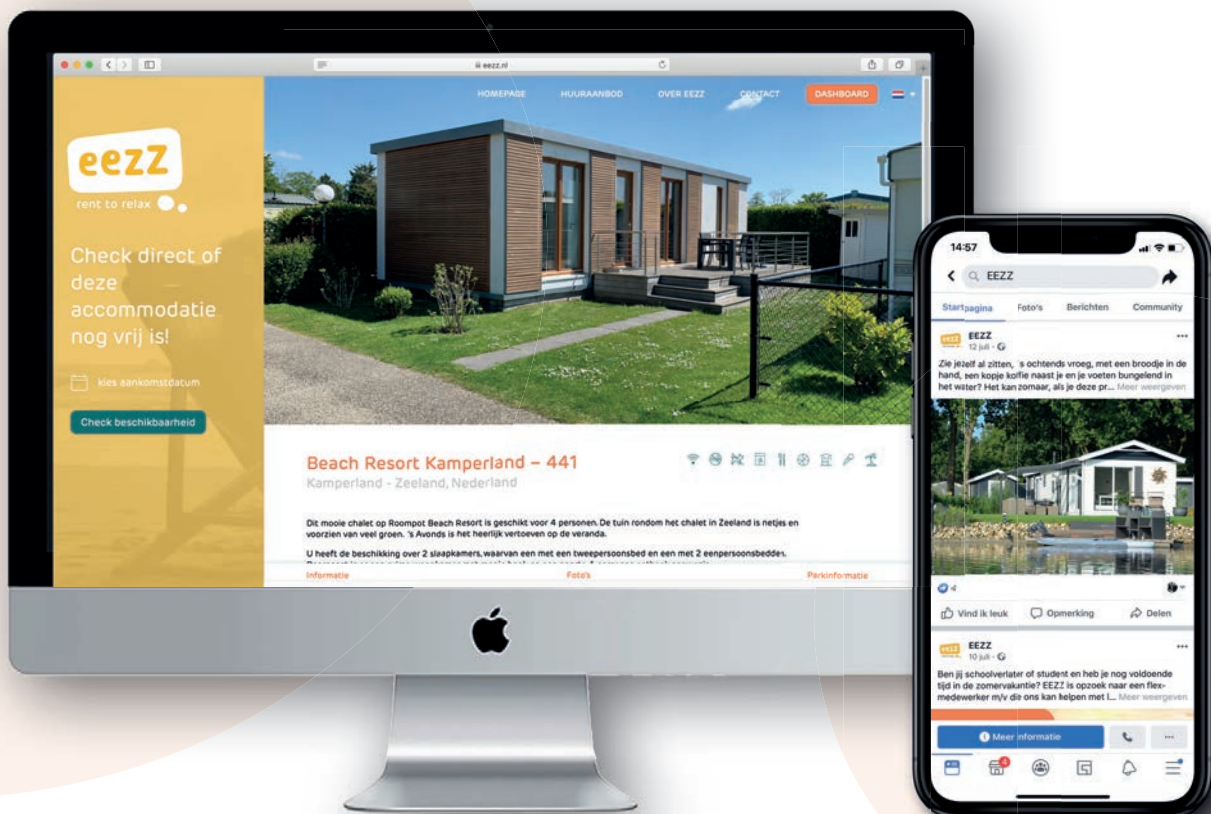 eezz.nl
HOMEPAGE
HUURAANBOD
OVER EEZZ
CONTACT
DASHBOARD
eezz
rent to relax
Check direct of
deze
accommodatie
nog vrij is!
kies aankomstdatum
Check beschikbaarheid
Beach Resort Kamperland – 441
Kamperland - Zeeland, Nederland
Dit mooie chalet op Roompot Beach Resort is geschikt voor 4 personen. De tuin rondom het chalet in Zeeland is netjes en
voorzien van veel groen. 's Avonds is het heerlijk vertoeven op de veranda.
U heeft de beschikking over 2 slaapkamers, waarvan een met een tweepersoonsbed en een met 2 eenpersoonsbedden.
Informatie
Foto's
Parkinformatie
14:57
EEZZ
Startpagina
Foto's
Berichten
Community
EEZZ
12 juli
Zie jezelf al zitten, 's ochtends vroeg, met een broodje in de
hand, een kopje koffie naast je en je voeten bungelend in
het water? Het kan zomaar, als je deze pr... Meer weergeven
4
Vind ik leuk
Opmerking
Delen
EEZZ
10 juli
Ben jij schoolverlater of student en heb je nog voldoende
tijd in de zomervakantie? EEZZ is opzoek naar een flex-
medewerker m/v die ons kan helpen met l... Meer weergeven
Meer informatie
4